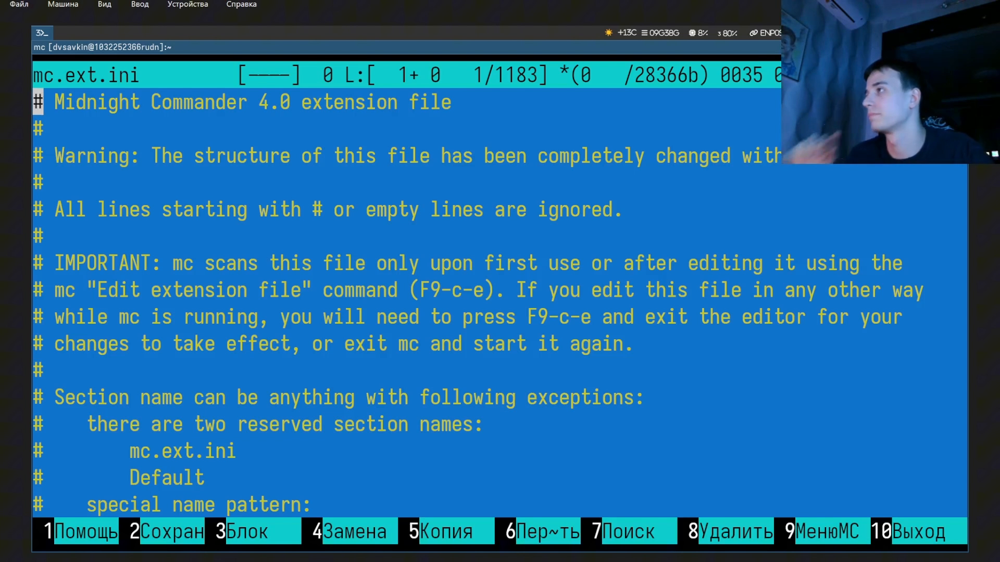 Файл Машина Вид Ввод Устройства Справка
3>_ +13C 09G38G 8% 3 80% ENP0S
mc [dvsavkin@1032252366rudn]:~
mc.ext.ini [----] 0 L:[ 1+ 0 1/1183] *(0 /28366b) 0035 0
# Midnight Commander 4.0 extension file
#
# Warning: The structure of this file has been completely changed with
#
# All lines starting with # or empty lines are ignored.
#
# IMPORTANT: mc scans this file only upon first use or after editing it using the
# mc "Edit extension file" command (F9-c-e). If you edit this file in any other way
# while mc is running, you will need to press F9-c-e and exit the editor for your
# changes to take effect, or exit mc and start it again.
#
# Section name can be anything with following exceptions:
# there are two reserved section names:
# mc.ext.ini
# Default
# special name pattern:
1Помощь 2Сохран 3Блок 4Замена 5Копия 6Пер~ть 7Поиск 8Удалить 9МенюMC 10Выход